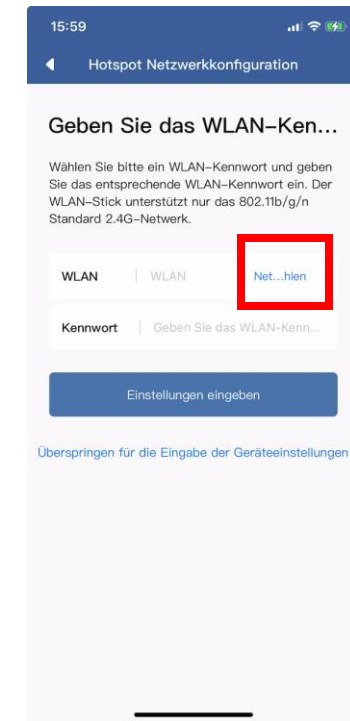 15:59
Hotspot Netzwerkkonfiguration
Geben Sie das WLAN-Ken...
Wählen Sie bitte ein WLAN-Kennwort und geben
Sie das entsprechende WLAN-Kennwort ein. Der
WLAN-Stick unterstützt nur das 802.11b/g/n
Standard 2.4G-Netwerk.
WLAN WLAN Net...hlen
Kennwort Geben Sie das WLAN-Kenn...
Einstellungen eingeben
Überspringen für die Eingabe der Geräteeinstellungen